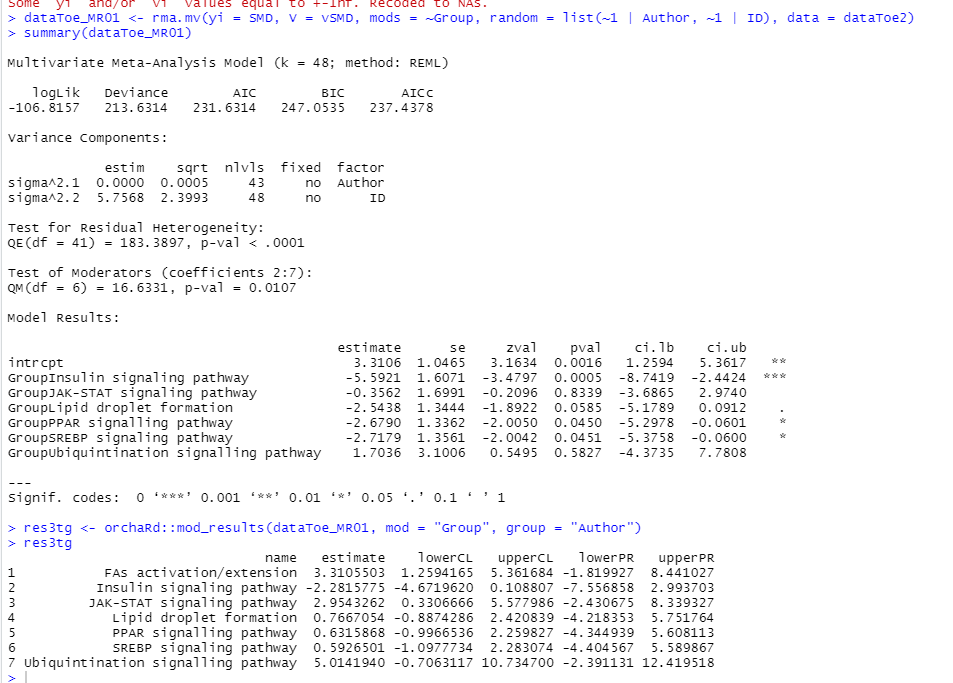 Some `yi' and/or `vi' values equal to +-Inf. Recoded to NAs.
> dataToe_MR01 <- rma.mv(yi = SMD, V = vSMD, mods = ~Group, random = list(~1 | Author, ~1 | ID), data = dataToe2)
> summary(dataToe_MR01)
Multivariate Meta-Analysis Model (k = 48; method: REML)
logLik Deviance AIC BIC AICc
-106.8157 213.6314 231.6314 247.0535 237.4378
Variance Components:
estim sqrt nlvls fixed factor
sigma^2.1 0.0000 0.0005 43 no Author
sigma^2.2 5.7568 2.3993 48 no ID
Test for Residual Heterogeneity:
QE(df = 41) = 183.3897, p-val < .0001
Test of Moderators (coefficients 2:7):
QM(df = 6) = 16.6331, p-val = 0.0107
Model Results:
estimate se zval pval ci.lb ci.ub
intrcpt 3.3106 1.0465 3.1634 0.0016 1.2594 5.3617 **
GroupInsulin signaling pathway -5.5921 1.6071 -3.4797 0.0005 -8.7419 -2.4424 ***
GroupJAK-STAT signaling pathway -0.3562 1.6991 -0.2096 0.8339 -3.6865 2.9740
GroupLipid droplet formation -2.5438 1.3444 -1.8922 0.0585 -5.1789 0.0912 .
GroupPPAR signalling pathway -2.6790 1.3362 -2.0050 0.0450 -5.2978 -0.0601 *
GroupSREBP signaling pathway -2.7179 1.3561 -2.0042 0.0451 -5.3758 -0.0600 *
GroupUbiquintination signalling pathway 1.7036 3.1006 0.5495 0.5827 -4.3735 7.7808
---
Signif. codes: 0 ‘***’ 0.001 ‘**’ 0.01 ‘*’ 0.05 ‘.’ 0.1 ‘ ’ 1
> res3tg <- orchaRd::mod_results(dataToe_MR01, mod = "Group", group = "Author")
> res3tg
name estimate lowerCL upperCL lowerPR upperPR
1 FAs activation/extension 3.3105503 1.2594165 5.361684 -1.819927 8.441027
2 Insulin signaling pathway -2.2815775 -4.6719620 0.108807 -7.556858 2.993703
3 JAK-STAT signaling pathway 2.9543262 0.3306666 5.577986 -2.430675 8.339327
4 Lipid droplet formation 0.7667054 -0.8874286 2.420839 -4.218353 5.751764
5 PPAR signalling pathway 0.6315868 -0.9966536 2.259827 -4.344939 5.608113
6 SREBP signaling pathway 0.5926501 -1.0977734 2.283074 -4.404567 5.589867
7 Ubiquintination signalling pathway 5.0141940 -0.7063117 10.734700 -2.391131 12.419518
>